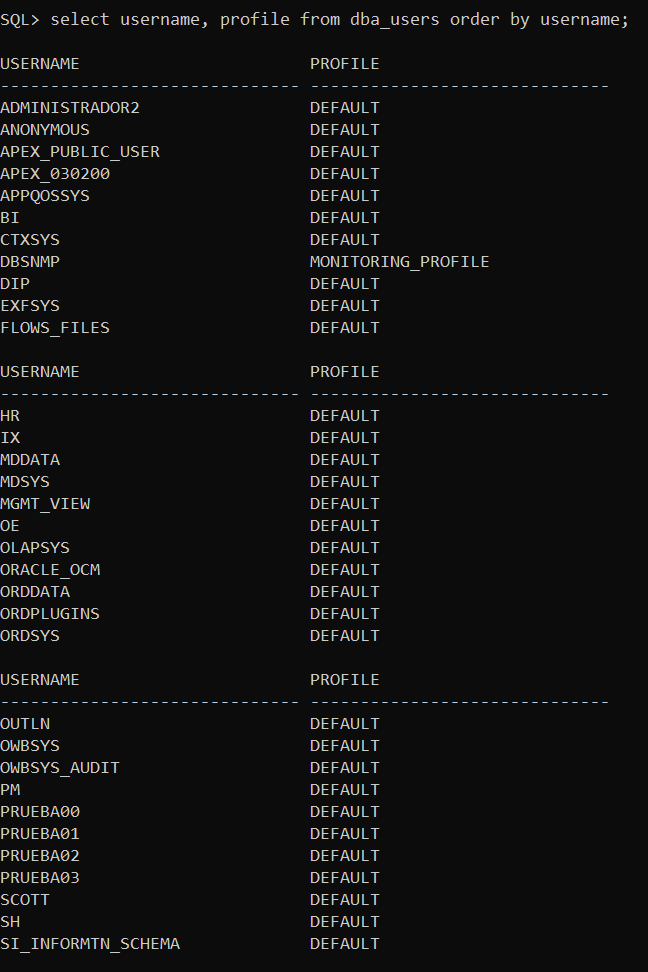 SQL> select username, profile from dba_users order by username;
USERNAME                       PROFILE
------------------------------ ------------------------------
ADMINISTRADOR2                 DEFAULT
ANONYMOUS                      DEFAULT
APEX_PUBLIC_USER               DEFAULT
APEX_030200                    DEFAULT
APPQOSSYS                      DEFAULT
BI                             DEFAULT
CTXSYS                         DEFAULT
DBSNMP                         MONITORING_PROFILE
DIP                            DEFAULT
EXFSYS                         DEFAULT
FLOWS_FILES                    DEFAULT
USERNAME                       PROFILE
------------------------------ ------------------------------
HR                             DEFAULT
IX                             DEFAULT
MDDATA                         DEFAULT
MDSYS                          DEFAULT
MGMT_VIEW                      DEFAULT
OE                             DEFAULT
OLAPSYS                        DEFAULT
ORACLE_OCM                     DEFAULT
ORDDATA                        DEFAULT
ORDPLUGINS                     DEFAULT
ORDSYS                         DEFAULT
USERNAME                       PROFILE
------------------------------ ------------------------------
OUTLN                          DEFAULT
OWBSYS                         DEFAULT
OWBSYS_AUDIT                   DEFAULT
PM                             DEFAULT
PRUEBA00                       DEFAULT
PRUEBA01                       DEFAULT
PRUEBA02                       DEFAULT
PRUEBA03                       DEFAULT
SCOTT                          DEFAULT
SH                             DEFAULT
SI_INFORMTN_SCHEMA             DEFAULT